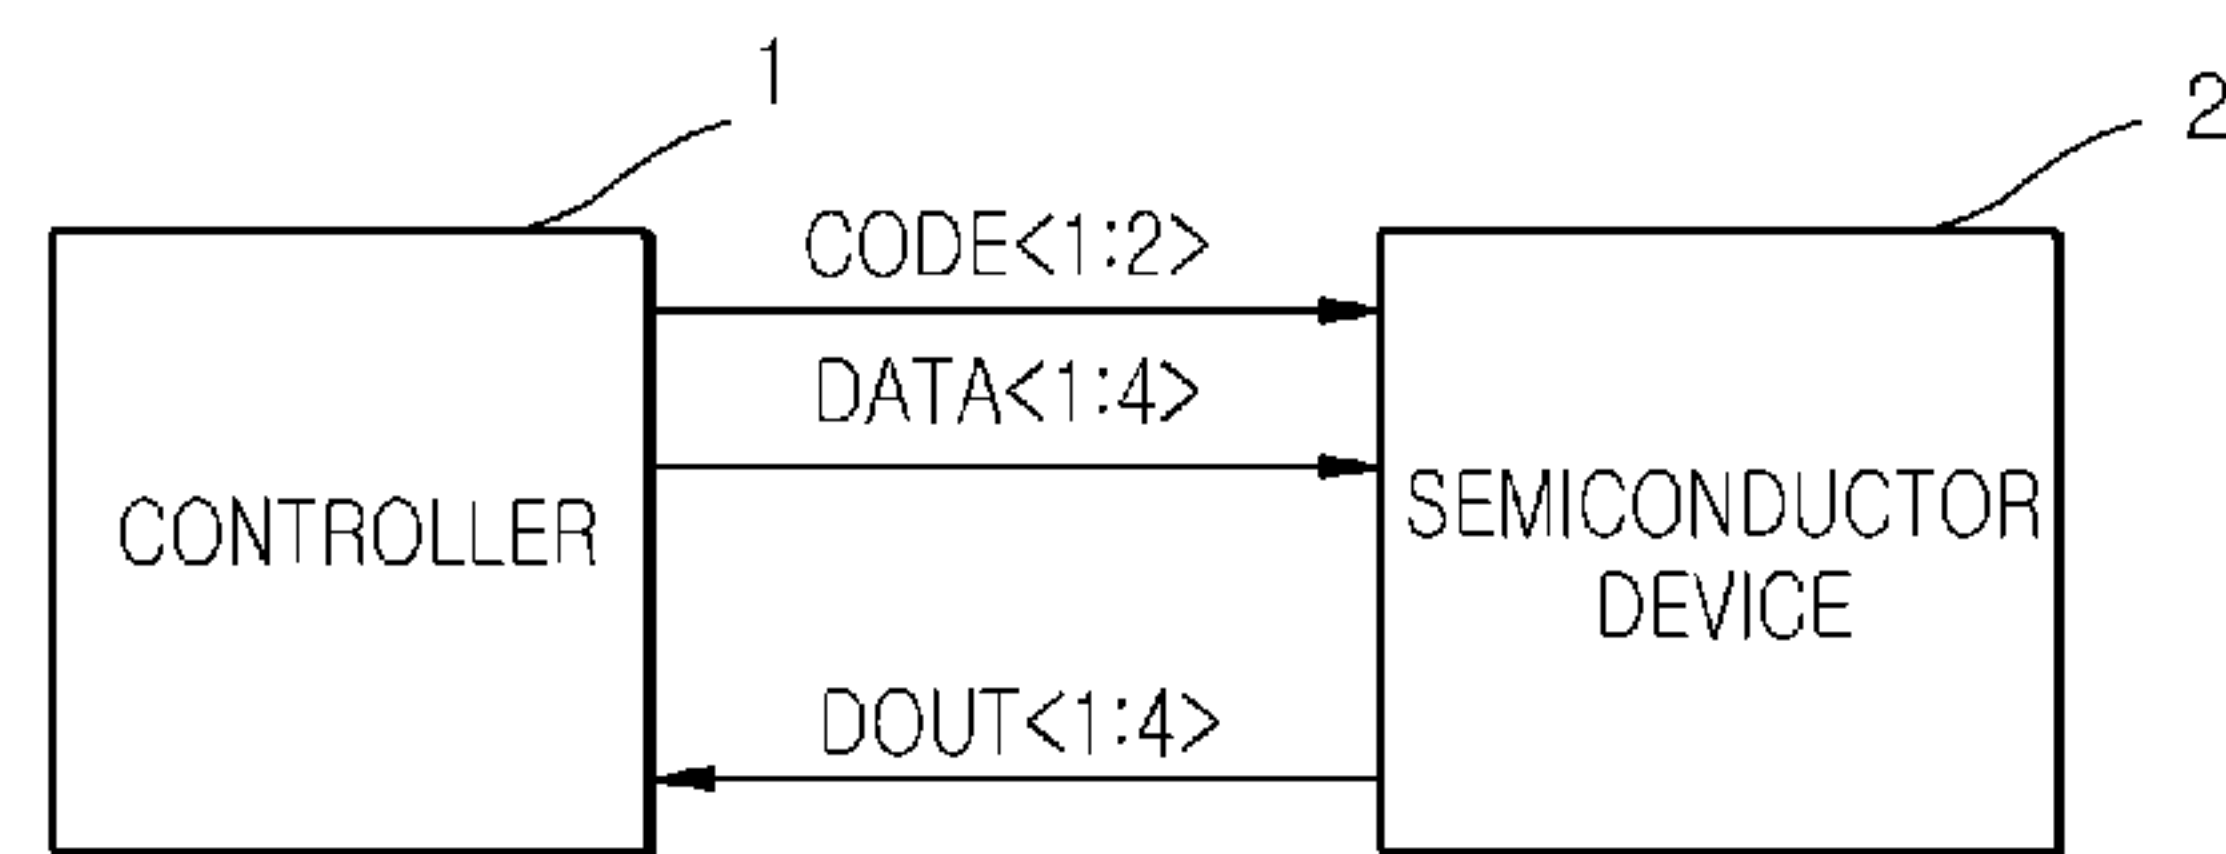 1
2
CODE<1:2>
DATA<1:4>
CONTROLLER
SEMICONDUCTOR
DEVICE
DOUT<1:4>